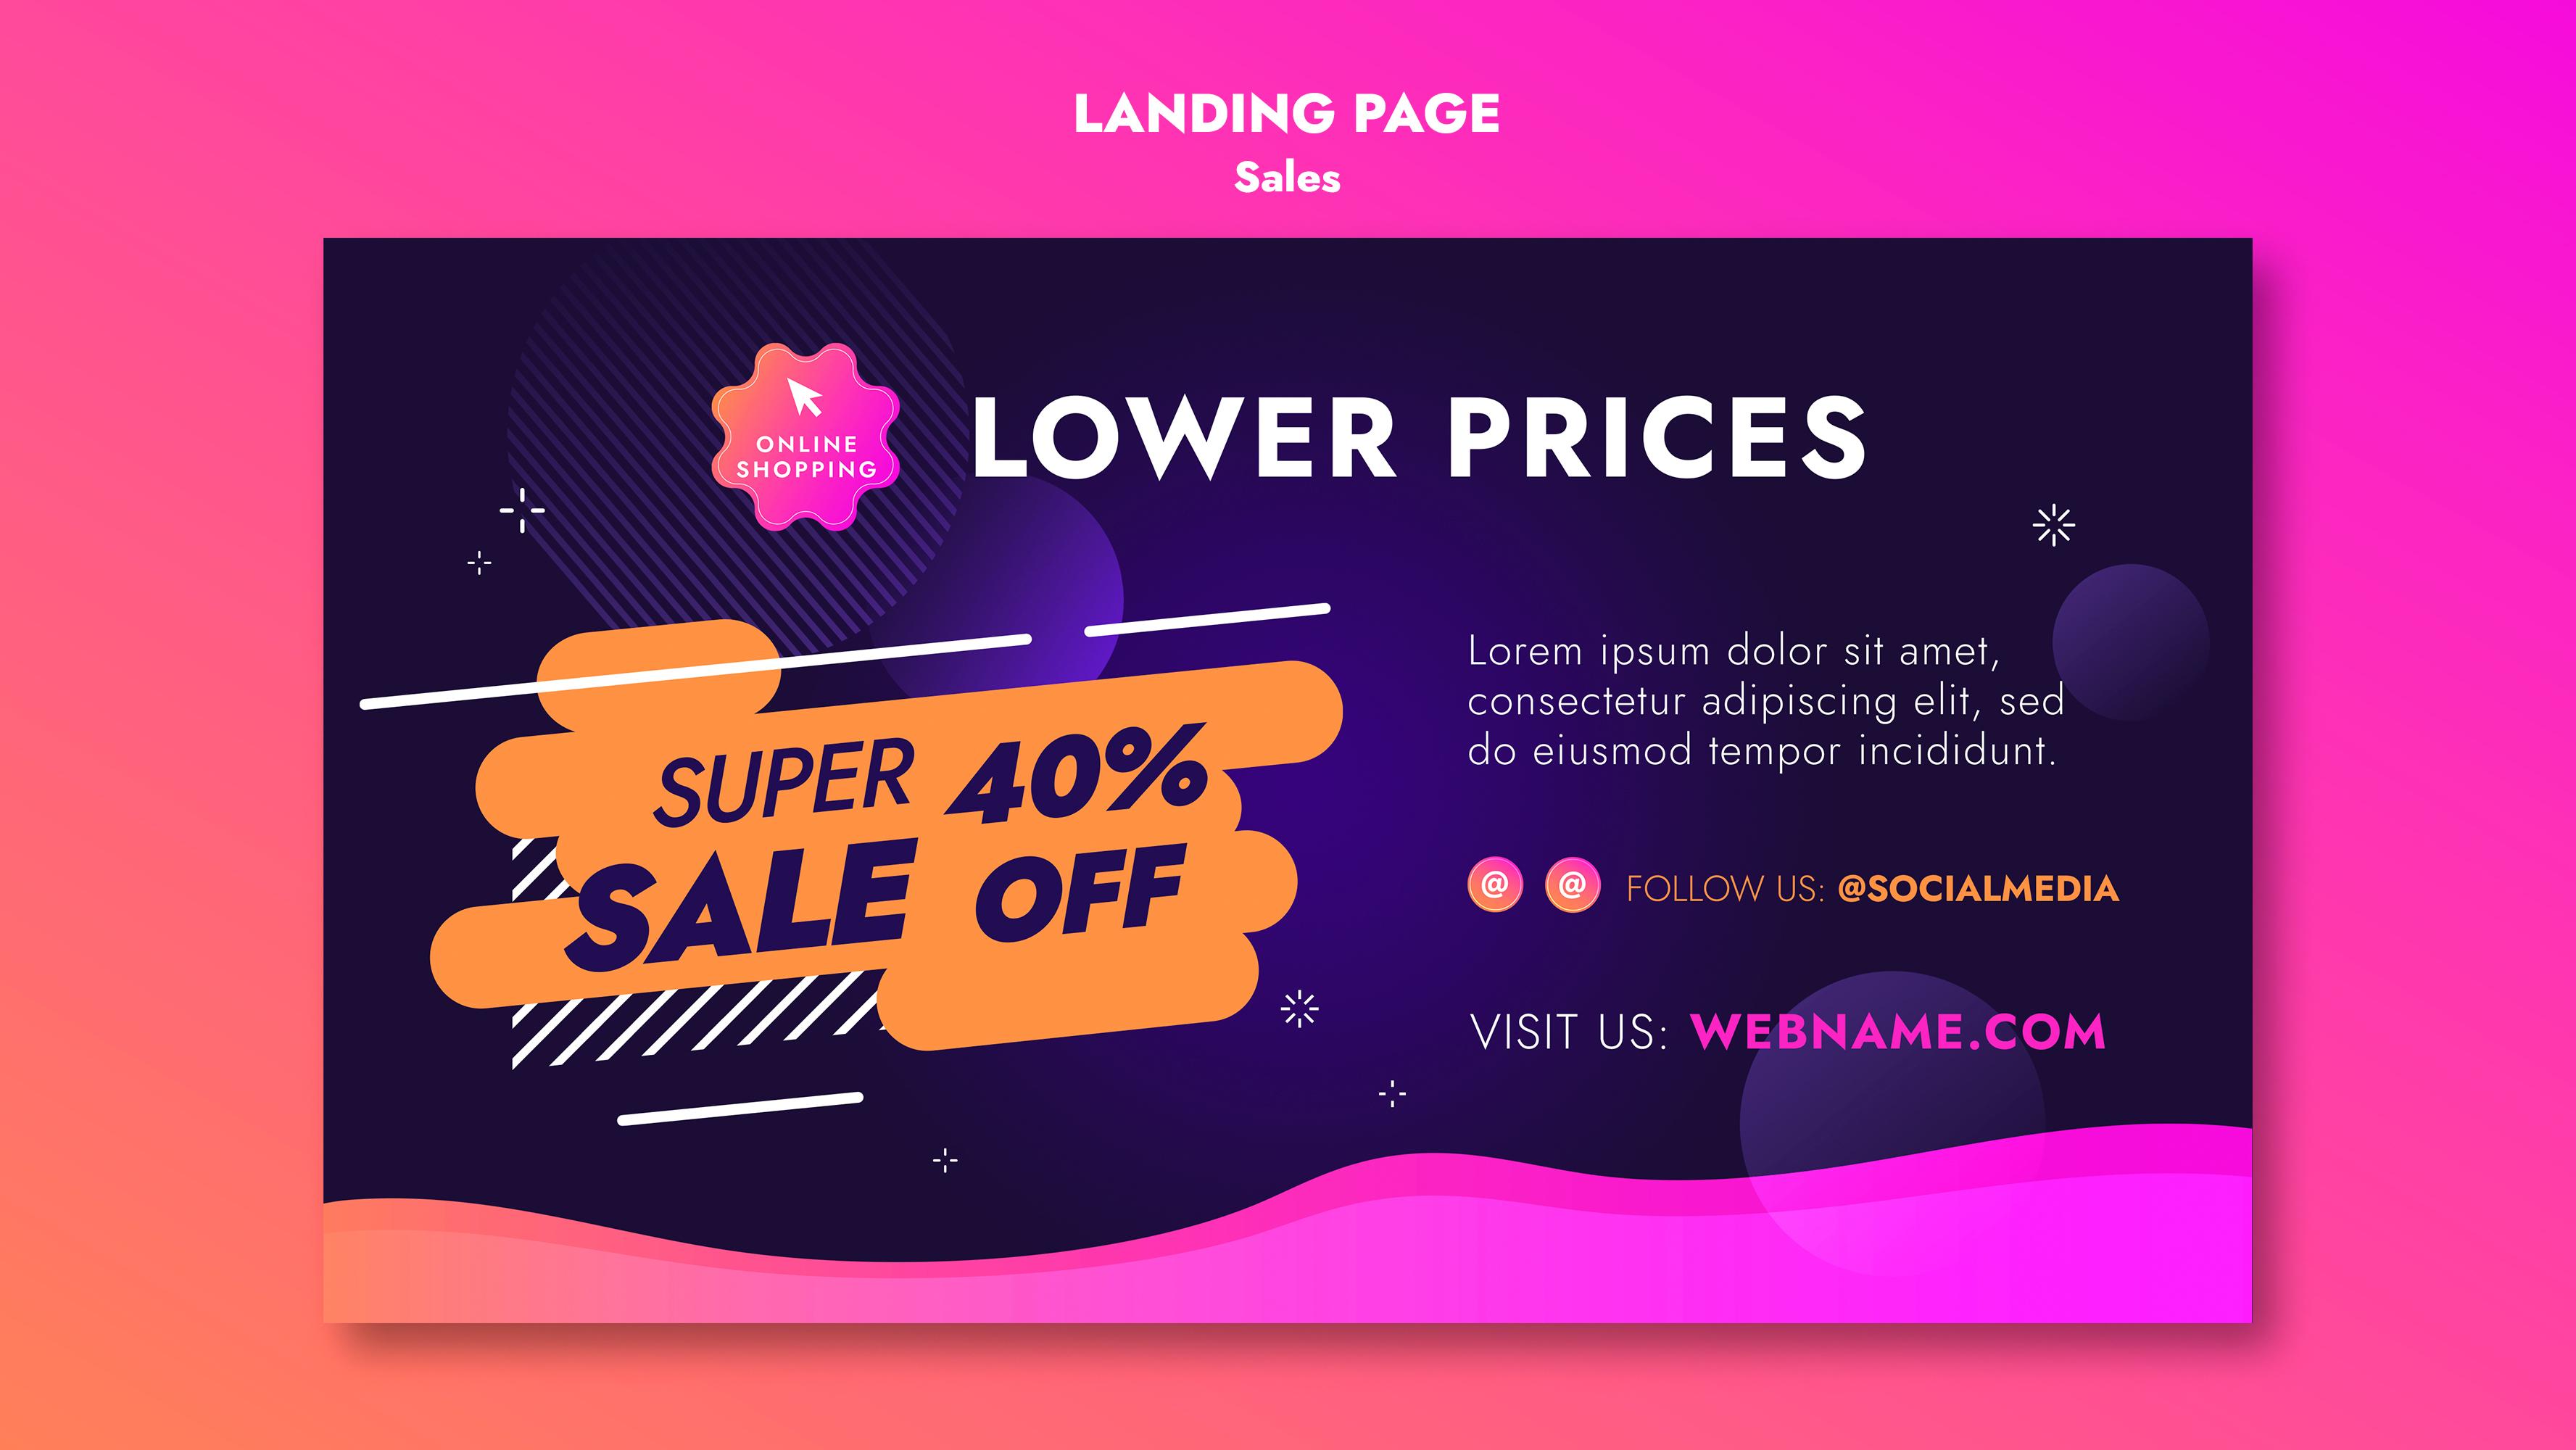 LANDING PAGE
Sales
ONLINE
SHOPPING
LOWER PRICES
SUPER 40%
SALE OFF
Lorem ipsum dolor sit amet,
consectetur adipiscing elit, sed
do eiusmod tempor incididunt.
@ @ FOLLOW US: @SOCIALMEDIA
VISIT US: WEBNAME.COM